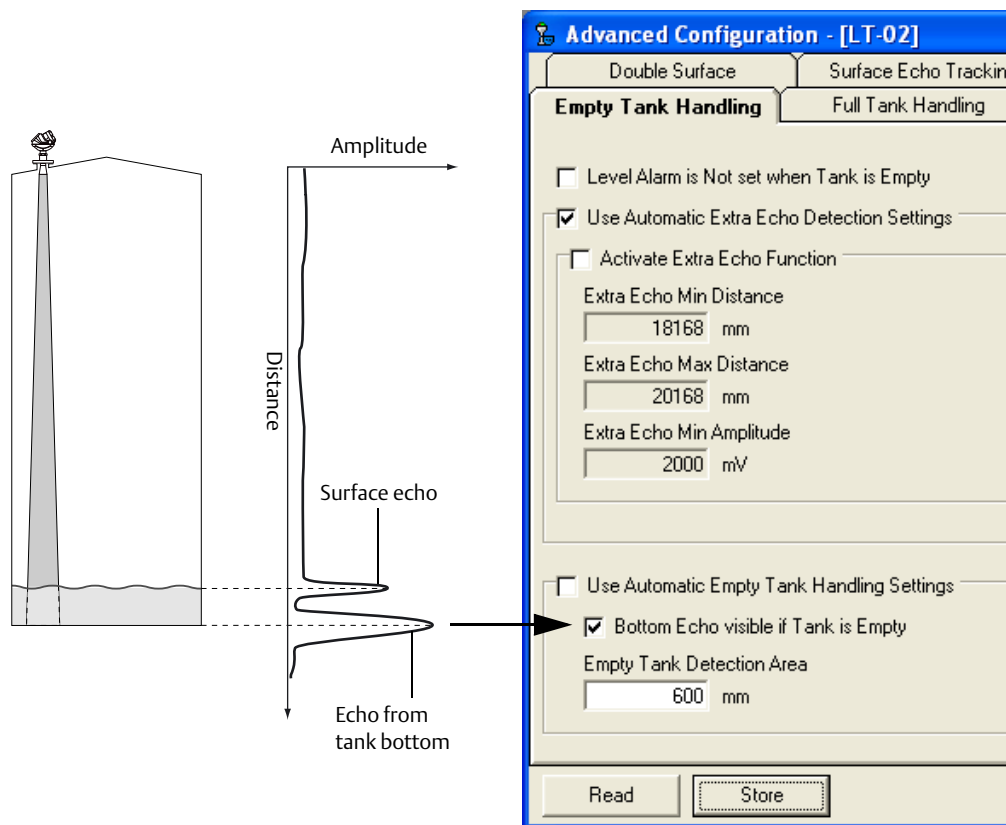 Amplitude
Distance
Surface echo
Echo from
tank bottom
Advanced Configuration - [LT-02]
Double Surface
Surface Echo Trackin
Empty Tank Handling
Full Tank Handling
Level Alarm is Not set when Tank is Empty
Use Automatic Extra Echo Detection Settings
Activate Extra Echo Function
Extra Echo Min Distance
18168 mm
Extra Echo Max Distance
20168 mm
Extra Echo Min Amplitude
2000 mV
Use Automatic Empty Tank Handling Settings
Bottom Echo visible if Tank is Empty
Empty Tank Detection Area
600 mm
Read
Store